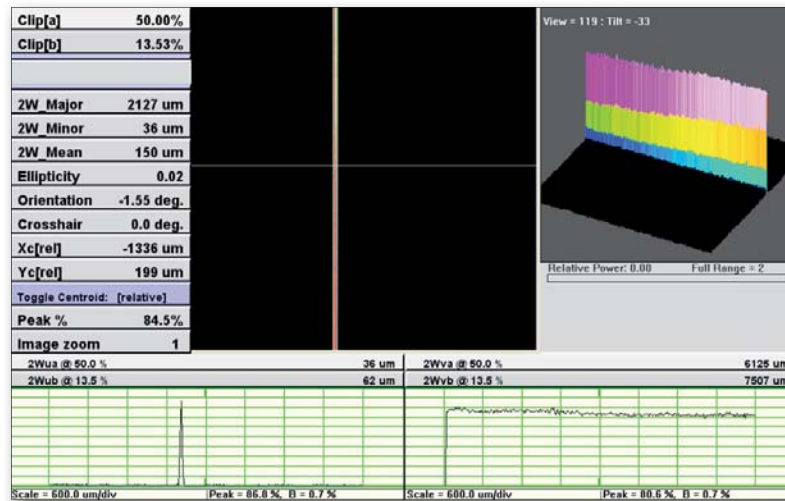 Clip[a] 50.00%
Clip[b] 13.53%
2W_Major 2127 um
2W_Minor 36 um
2W_Mean 150 um
Ellipticity 0.02
Orientation -1.55 deg.
Crosshair 0.0 deg.
Xc[rel] -1336 um
Yc[rel] 199 um
Toggle Centroid: [relative]
Peak % 84.5%
Image zoom 1
View = 119 : Tilt = -33
Relative Power: 0.00 Full Range = 2
2Wua @ 50.0 % 36 um
2Wub @ 13.5 % 62 um
2Wva @ 50.0 % 6125 um
2Wvb @ 13.5 % 7507 um
Scale = 600.0 um/div Peak = 86.8 %, B = 0.7 %
Scale = 600.0 um/div Peak = 80.6 %, B = 0.7 %